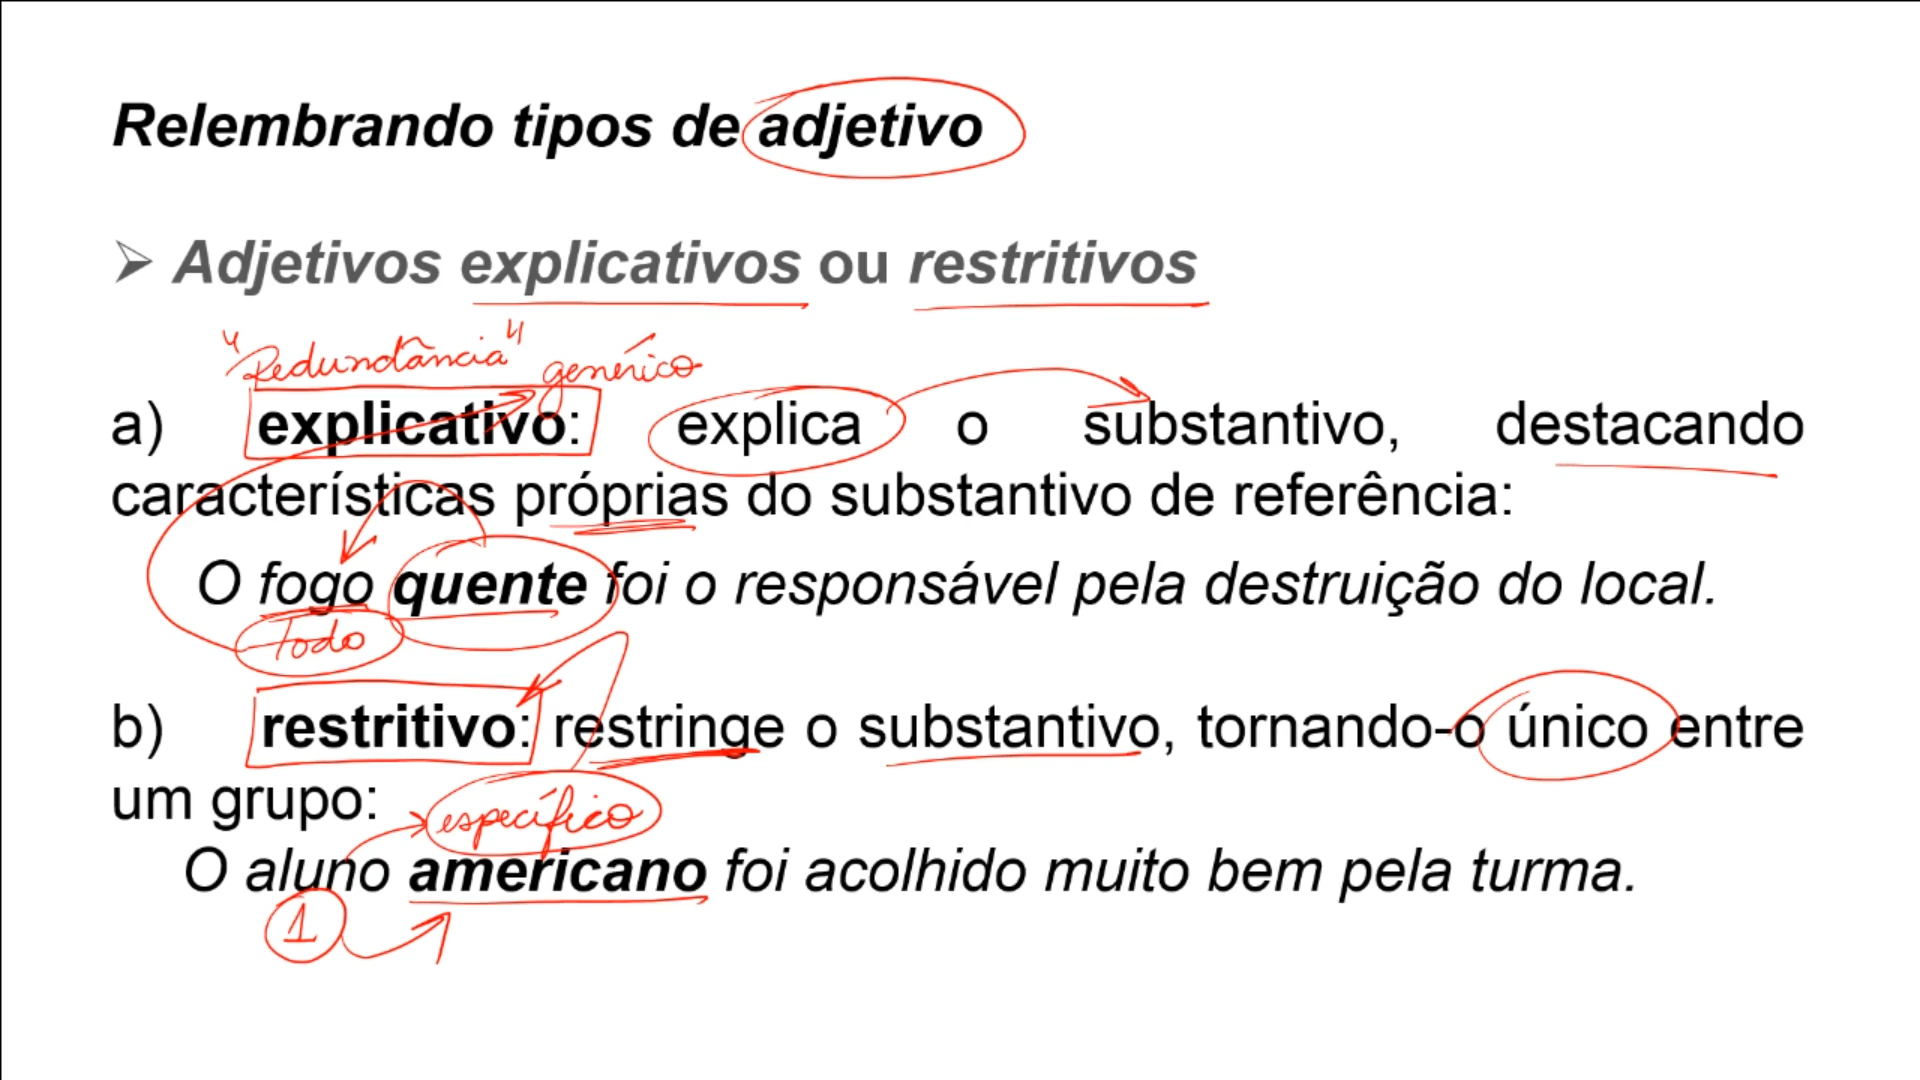 Relembrando tipos de adjetivo
➢ Adjetivos explicativos ou restritivos
"Redundância" genérico
a) explicativo: explica o substantivo, destacando
características próprias do substantivo de referência:
O fogo quente foi o responsável pela destruição do local.
Todo
b) restritivo: restringe o substantivo, tornando-o único entre
um grupo:
específico
O aluno americano foi acolhido muito bem pela turma.
1